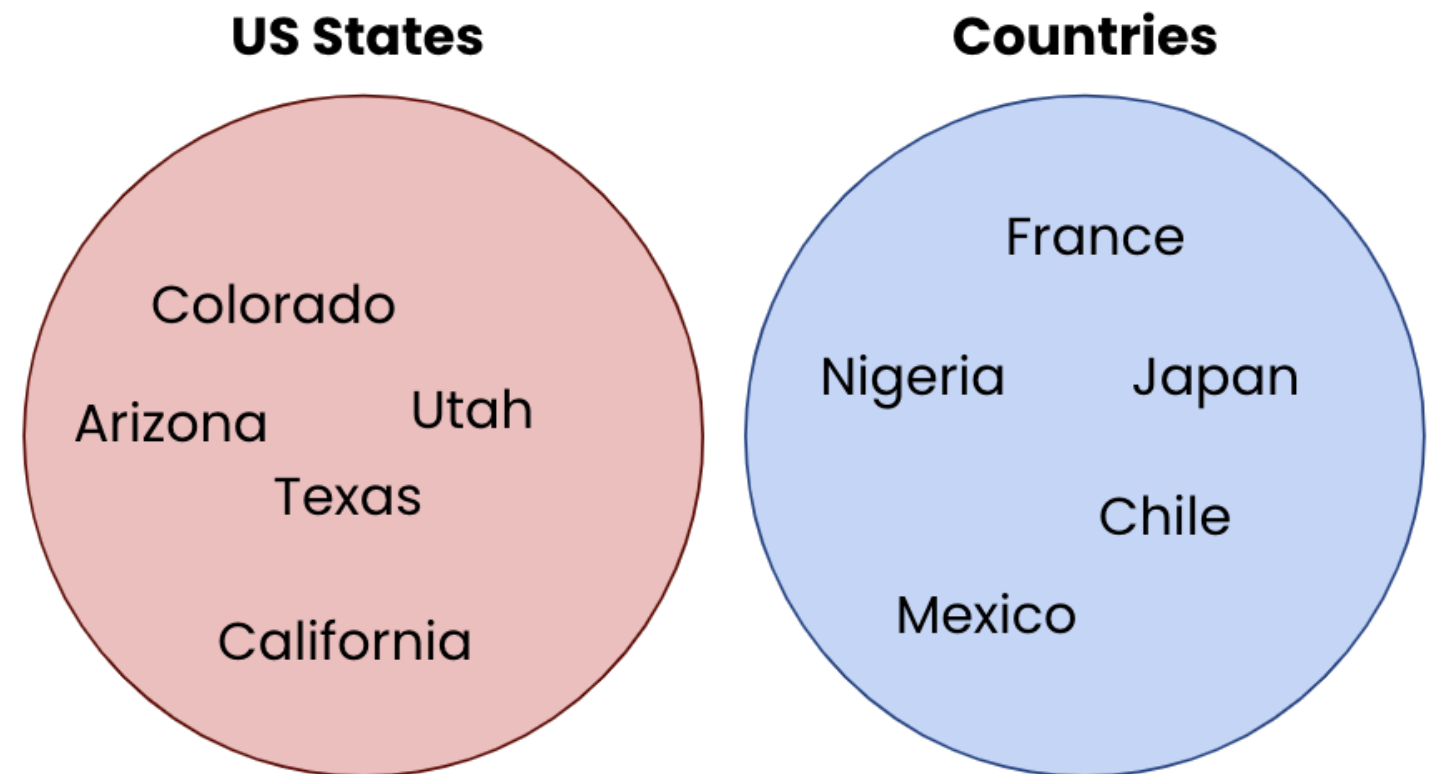 US States
Colorado
Arizona
Utah
Texas
California
Countries
France
Nigeria
Japan
Chile
Mexico